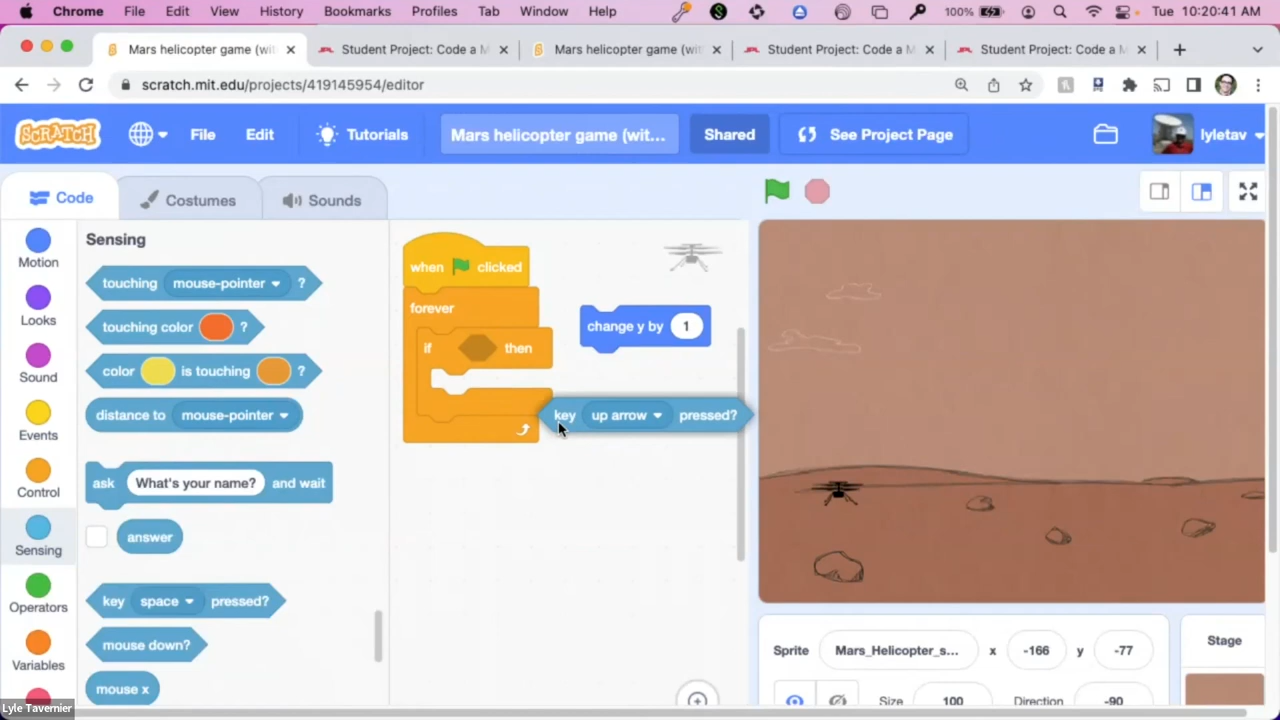 Chrome File Edit View History Bookmarks Profiles Tab Window Help 100% Tue 10:20:41 AM
Mars helicopter game (wit Student Project: Code a M Mars helicopter game (wit Student Project: Code a M Student Project: Code a M
scratch.mit.edu/projects/419145954/editor
SCRATCH File Edit Tutorials Mars helicopter game (wit... Shared See Project Page lyletav
Code Costumes Sounds
Motion
Looks
Sound
Events
Control
Sensing
Operators
Variables
Sensing
touching mouse-pointer ?
touching color ?
color is touching ?
distance to mouse-pointer
ask What's your name? and wait
answer
key space pressed?
mouse down?
mouse x
when clicked
forever
if then
change y by 1
key up arrow pressed?
Sprite Mars_Helicopter_s... x -166 y -77
Size 100 Direction -90
Stage
Lyle Tavernier